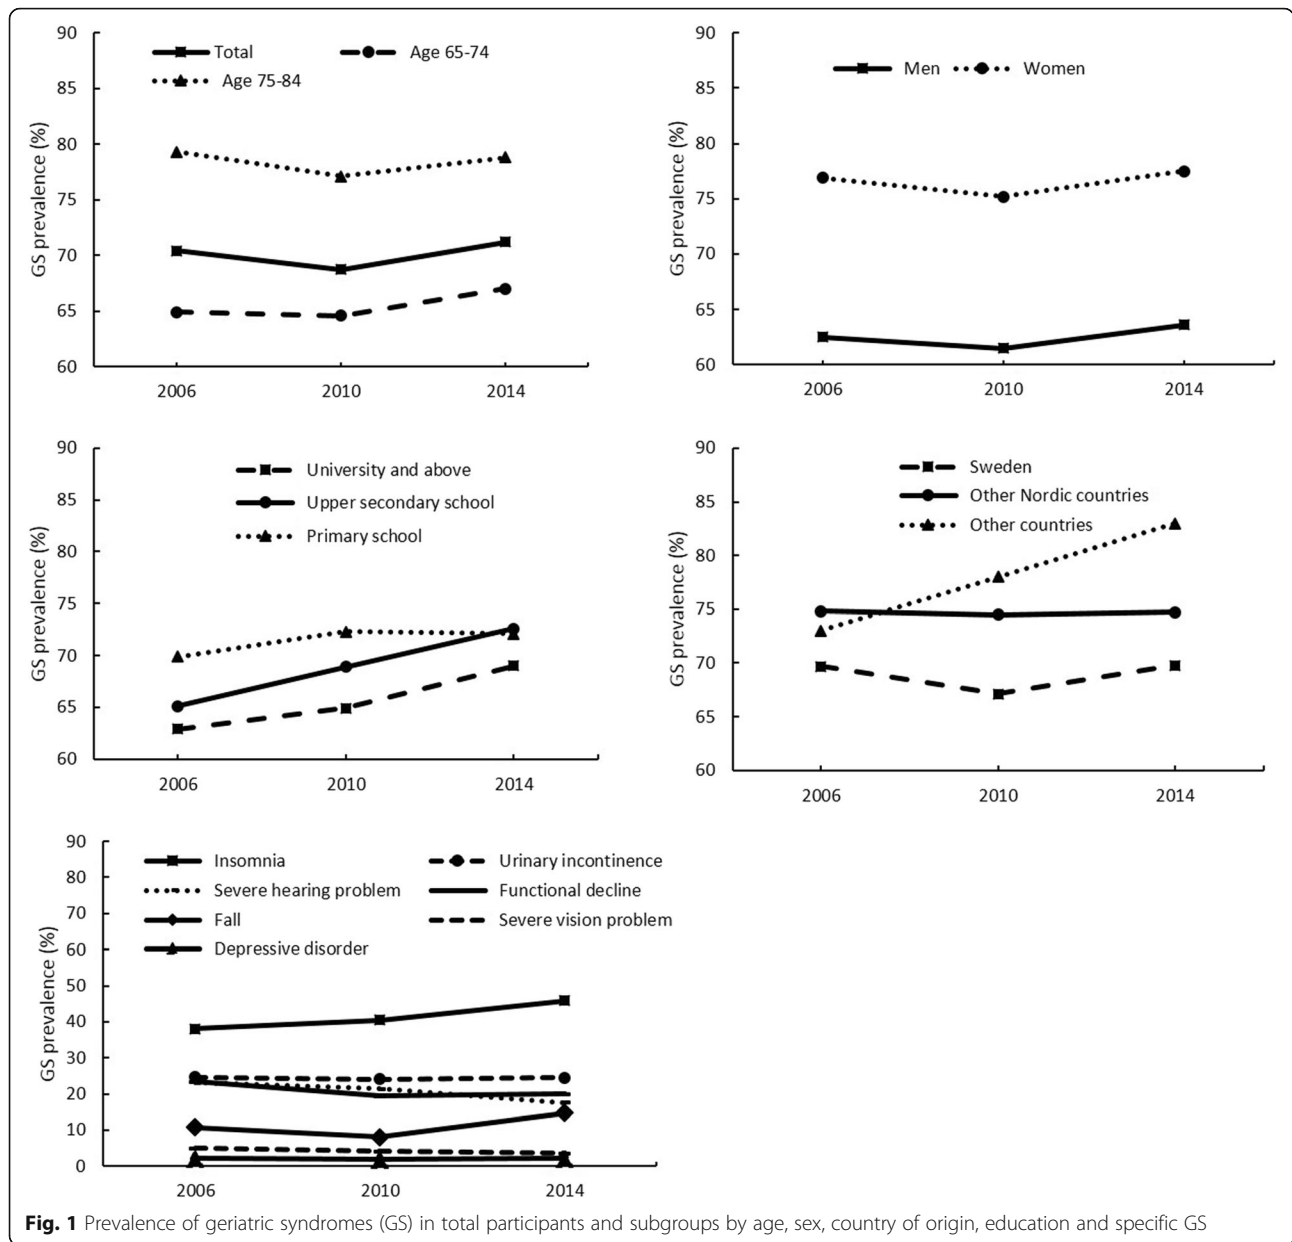 90
85
80
75
70
65
60
GS prevalence (%)
Total
Age 65-74
Age 75-84
2006 2010 2014
90
85
80
75
70
65
60
GS prevalence (%)
Men Women
2006 2010 2014
90
85
80
75
70
65
60
GS prevalence (%)
University and above
Upper secondary school
Primary school
2006 2010 2014
90
85
80
75
70
65
60
GS prevalence (%)
Sweden
Other Nordic countries
Other countries
2006 2010 2014
90
80
70
60
50
40
30
20
10
0
GS prevalence (%)
Insomnia Urinary incontinence
Severe hearing problem Functional decline
Fall Severe vision problem
Depressive disorder
2006 2010 2014
Fig. 1 Prevalence of geriatric syndromes (GS) in total participants and subgroups by age, sex, country of origin, education and specific GS